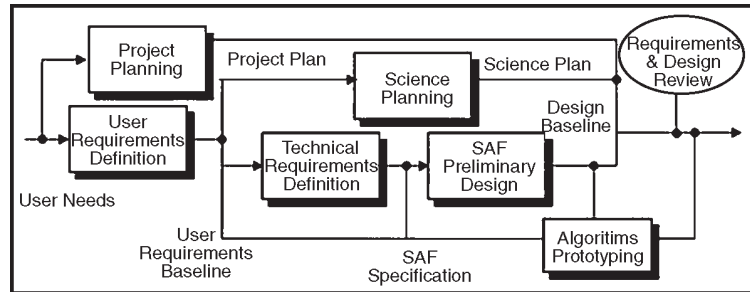 Project
Planning
Project Plan
Science
Planning
Science Plan
Requirements
& Design
Review
User
Requirements
Definition
Technical
Requirements
Definition
SAF
Preliminary
Design
Design
Baseline
User Needs
User
Requirements
Baseline
SAF
Specification
Algoritims
Prototyping